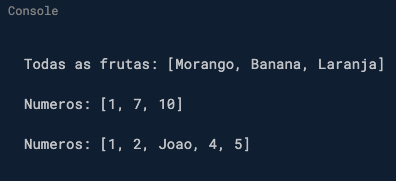 Console
Todas as frutas: [Morango, Banana, Laranja]
Numeros: [1, 7, 10]
Numeros: [1, 2, Joao, 4, 5]